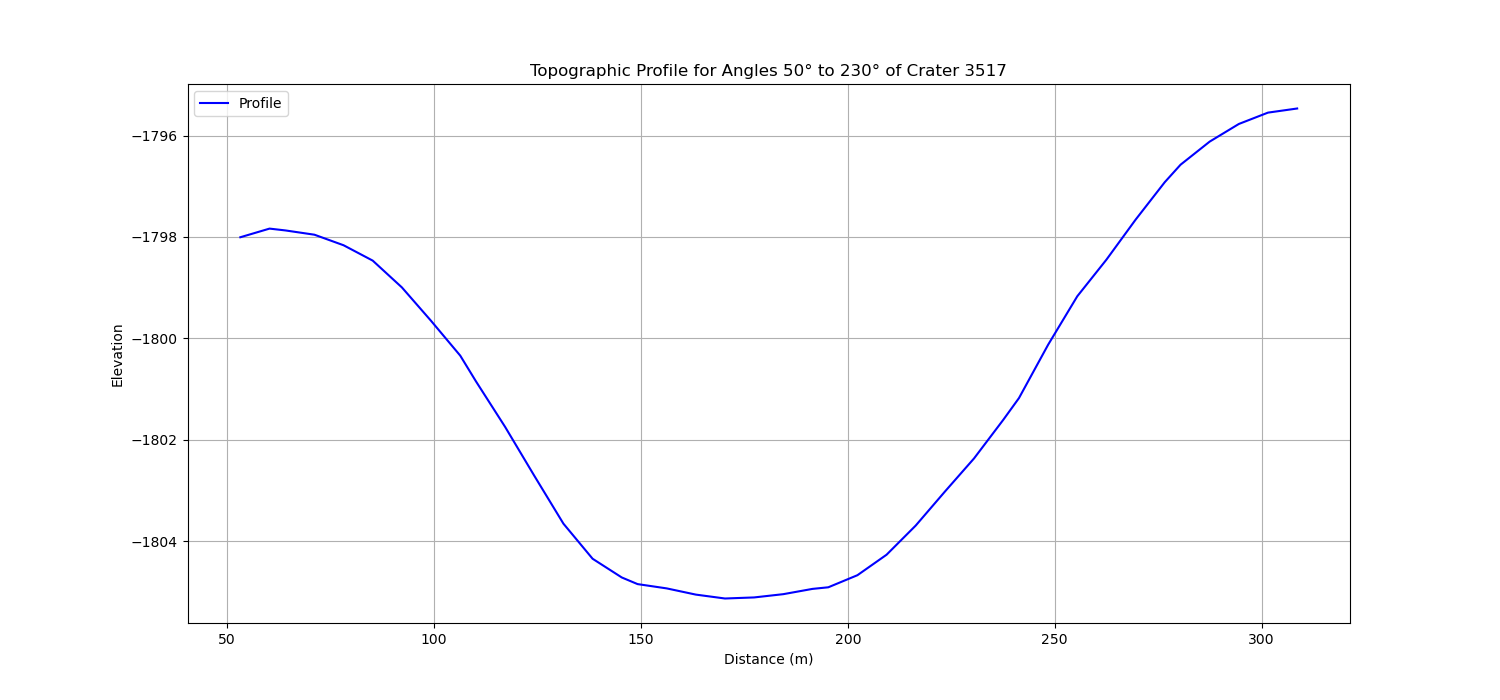 Topographic Profile for Angles 50° to 230° of Crater 3517
Profile
−1796
−1798
−1800
−1802
−1804
Elevation
50
100
150
200
250
300
Distance (m)